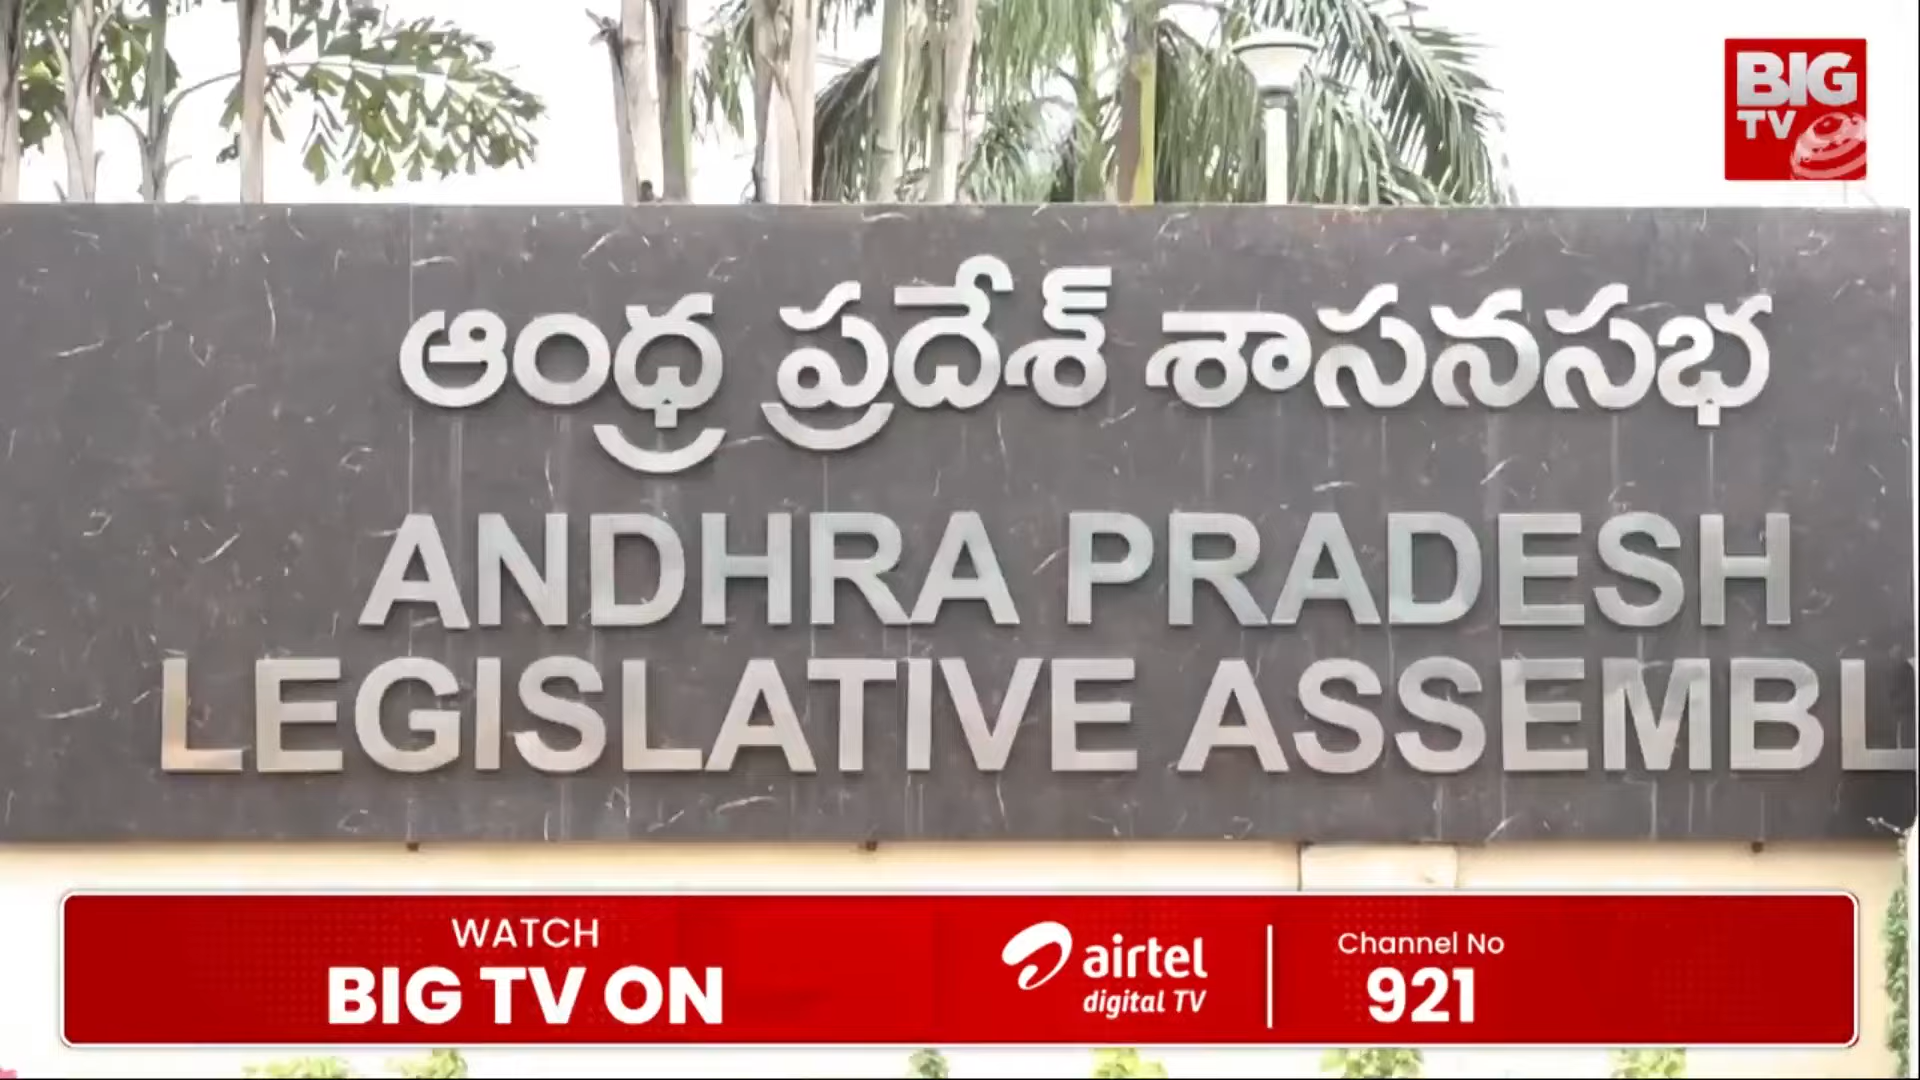 BIG
TV
ఆంధ్ర ప్రదేశ్ శాసనసభ
ANDHRA PRADESH
LEGISLATIVE ASSEMBL
WATCH
BIG TV ON
airtel
digital TV
Channel No
921